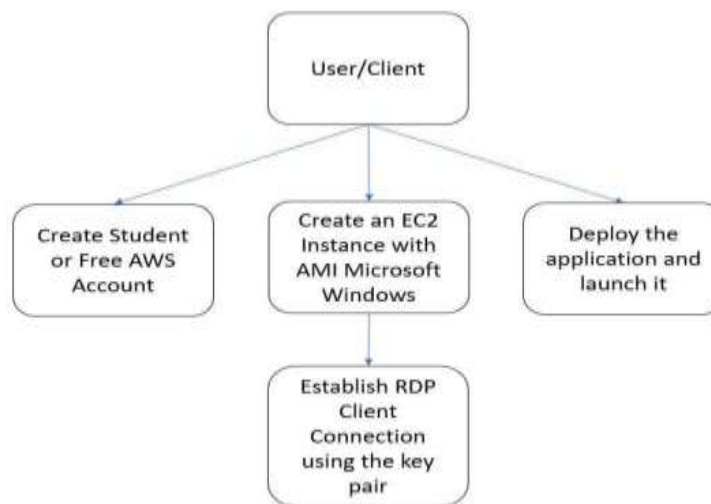 User/Client
Create Student
or Free AWS
Account
Create an EC2
Instance with
AMI Microsoft
Windows
Deploy the
application and
launch it
Establish RDP
Client
Connection
using the key
pair